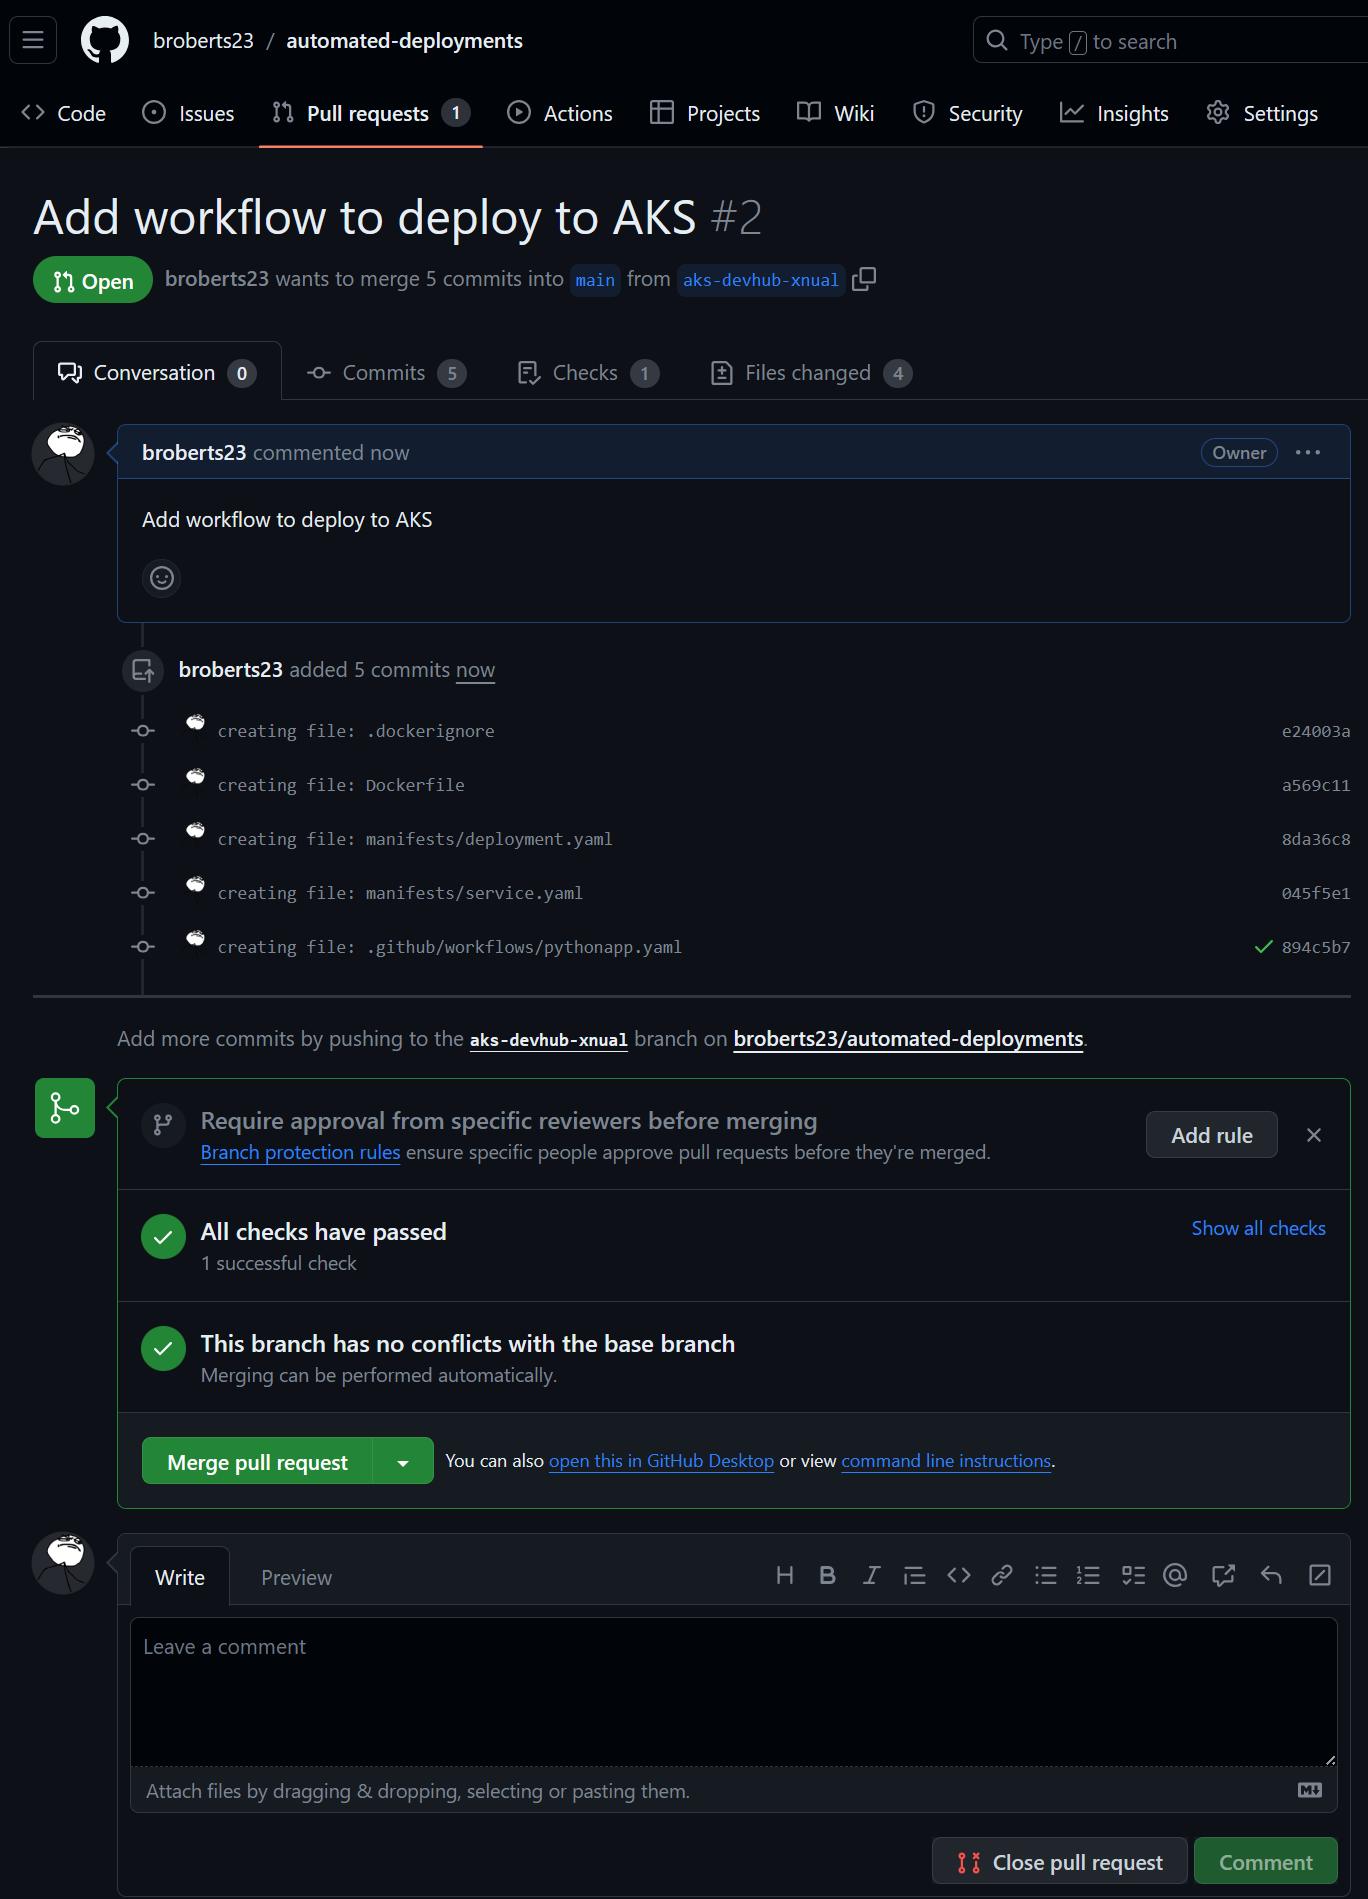 broberts23 / automated-deployments
Type / to search
Code Issues Pull requests 1 Actions Projects Wiki Security Insights Settings
Add workflow to deploy to AKS #2
Open broberts23 wants to merge 5 commits into main from aks-devhub-xnual
Conversation 0 Commits 5 Checks 1 Files changed 4
broberts23 commented now Owner
Add workflow to deploy to AKS
broberts23 added 5 commits now
creating file: .dockerignore e24003a
creating file: Dockerfile a569c11
creating file: manifests/deployment.yaml 8da36c8
creating file: manifests/service.yaml 045f5e1
creating file: .github/workflows/pythonapp.yaml 894c5b7
Add more commits by pushing to the aks-devhub-xnual branch on broberts23/automated-deployments.
Require approval from specific reviewers before merging
Branch protection rules ensure specific people approve pull requests before they're merged.
Add rule
All checks have passed
1 successful check
Show all checks
This branch has no conflicts with the base branch
Merging can be performed automatically.
Merge pull request You can also open this in GitHub Desktop or view command line instructions.
Write Preview
Leave a comment
Attach files by dragging & dropping, selecting or pasting them.
Close pull request Comment